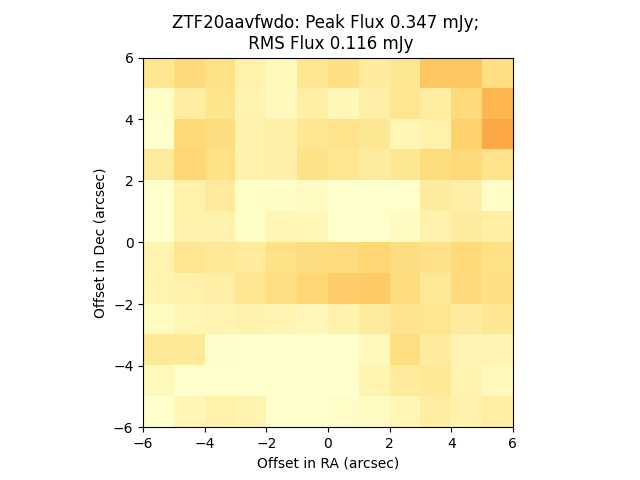 ZTF20aavfwdo: Peak Flux 0.347 mJy;
RMS Flux 0.116 mJy
6
4
2
0
−2
−4
−6
Offset in Dec (arcsec)
−6 −4 −2 0 2 4 6
Offset in RA (arcsec)